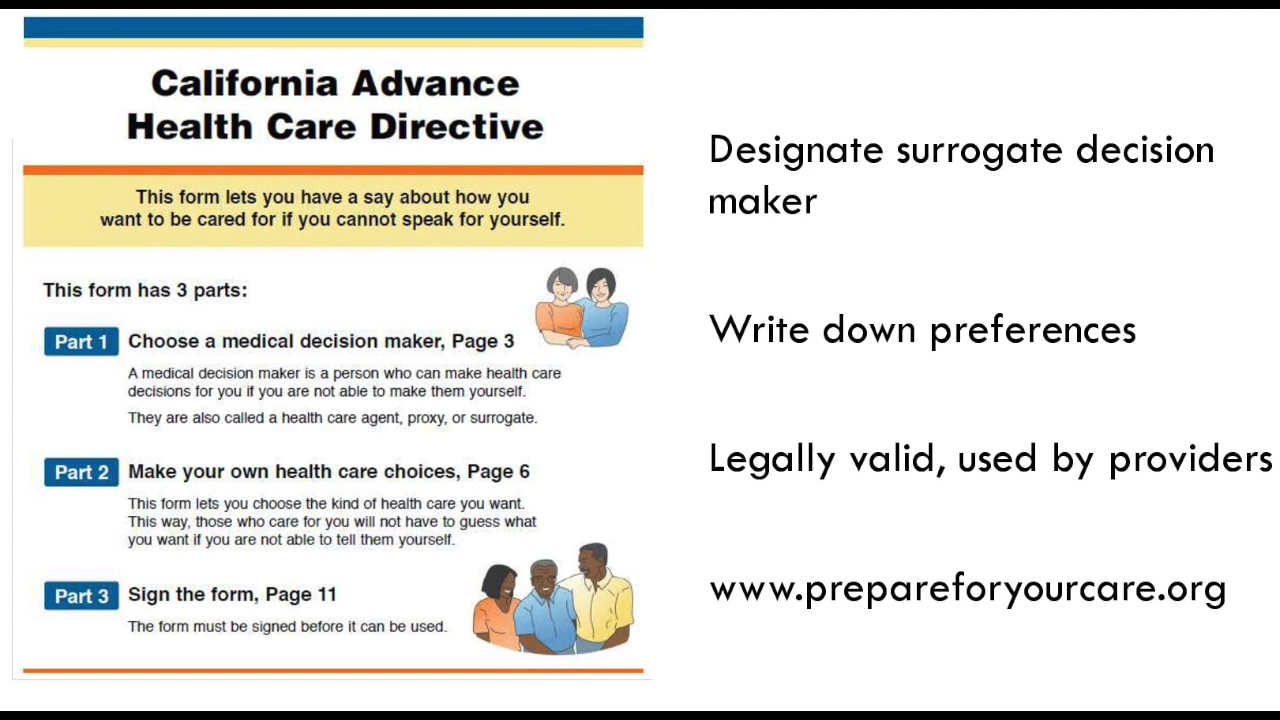 California Advance
Health Care Directive
This form lets you have a say about how you
want to be cared for if you cannot speak for yourself.
This form has 3 parts:
Part 1 Choose a medical decision maker, Page 3
A medical decision maker is a person who can make health care
decisions for you if you are not able to make them yourself.
They are also called a health care agent, proxy, or surrogate.
Part 2 Make your own health care choices, Page 6
This form lets you choose the kind of health care you want.
This way, those who care for you will not have to guess what
you want if you are not able to tell them yourself.
Part 3 Sign the form, Page 11
The form must be signed before it can be used.
Designate surrogate decision
maker
Write down preferences
Legally valid, used by providers
www.prepareforyourcare.org